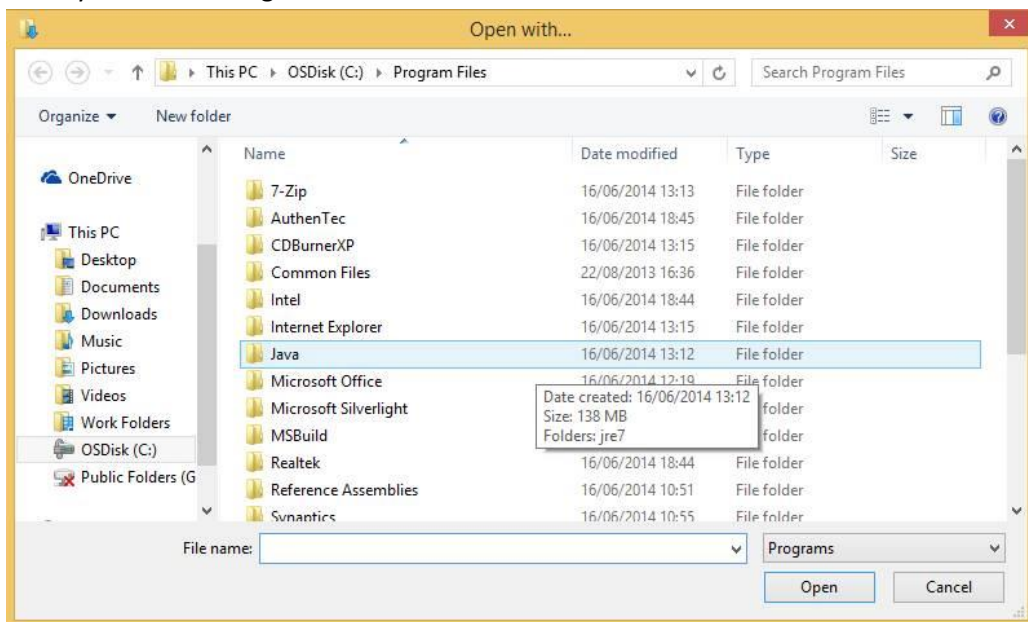 Open with...
This PC ▸ OSDisk (C:) ▸ Program Files
Search Program Files
Organize
New folder
Name Date modified Type Size
OneDrive
This PC
Desktop
Documents
Downloads
Music
Pictures
Videos
Work Folders
OSDisk (C:)
Public Folders (G
7-Zip 16/06/2014 13:13 File folder
AuthenTec 16/06/2014 18:45 File folder
CDBurnerXP 16/06/2014 13:15 File folder
Common Files 22/08/2013 16:36 File folder
Intel 16/06/2014 18:44 File folder
Internet Explorer 16/06/2014 13:15 File folder
Java 16/06/2014 13:12 File folder
Microsoft Office 16/06/2014 12:19 File folder
Microsoft Silverlight folder
MSBuild folder
Date created: 16/06/2014 13:12
Size: 138 MB
Folders: jre7
Realtek 16/06/2014 18:44 File folder
Reference Assemblies 16/06/2014 10:51 File folder
Synaptics 16/06/2014 10:55 File folder
File name:
Programs
Open Cancel